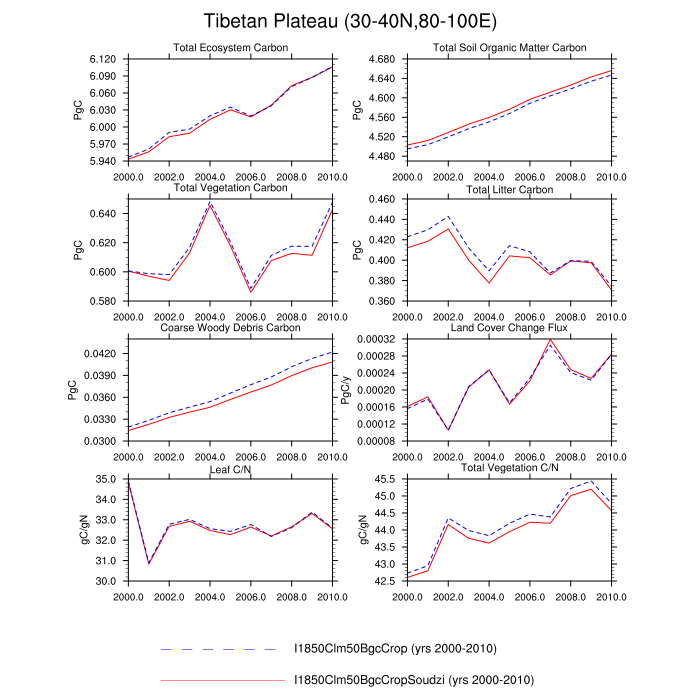 Tibetan Plateau (30-40N,80-100E)
Total Ecosystem Carbon
PgC
6.120
6.090
6.060
6.030
6.000
5.970
5.940
2000.0 2002.0 2004.0 2006.0 2008.0 2010.0
Total Soil Organic Matter Carbon
PgC
4.680
4.640
4.600
4.560
4.520
4.480
2000.0 2002.0 2004.0 2006.0 2008.0 2010.0
Total Vegetation Carbon
PgC
0.640
0.620
0.600
0.580
2000.0 2002.0 2004.0 2006.0 2008.0 2010.0
Total Litter Carbon
PgC
0.460
0.440
0.420
0.400
0.380
0.360
2000.0 2002.0 2004.0 2006.0 2008.0 2010.0
Coarse Woody Debris Carbon
PgC
0.0420
0.0390
0.0360
0.0330
0.0300
2000.0 2002.0 2004.0 2006.0 2008.0 2010.0
Land Cover Change Flux
PgC/y
0.00032
0.00028
0.00024
0.00020
0.00016
0.00012
0.00008
2000.0 2002.0 2004.0 2006.0 2008.0 2010.0
Leaf C/N
gC/gN
35.0
34.0
33.0
32.0
31.0
30.0
2000.0 2002.0 2004.0 2006.0 2008.0 2010.0
Total Vegetation C/N
gC/gN
45.5
45.0
44.5
44.0
43.5
43.0
42.5
2000.0 2002.0 2004.0 2006.0 2008.0 2010.0
I1850Clm50BgcCrop (yrs 2000-2010)
I1850Clm50BgcCropSoudzi (yrs 2000-2010)